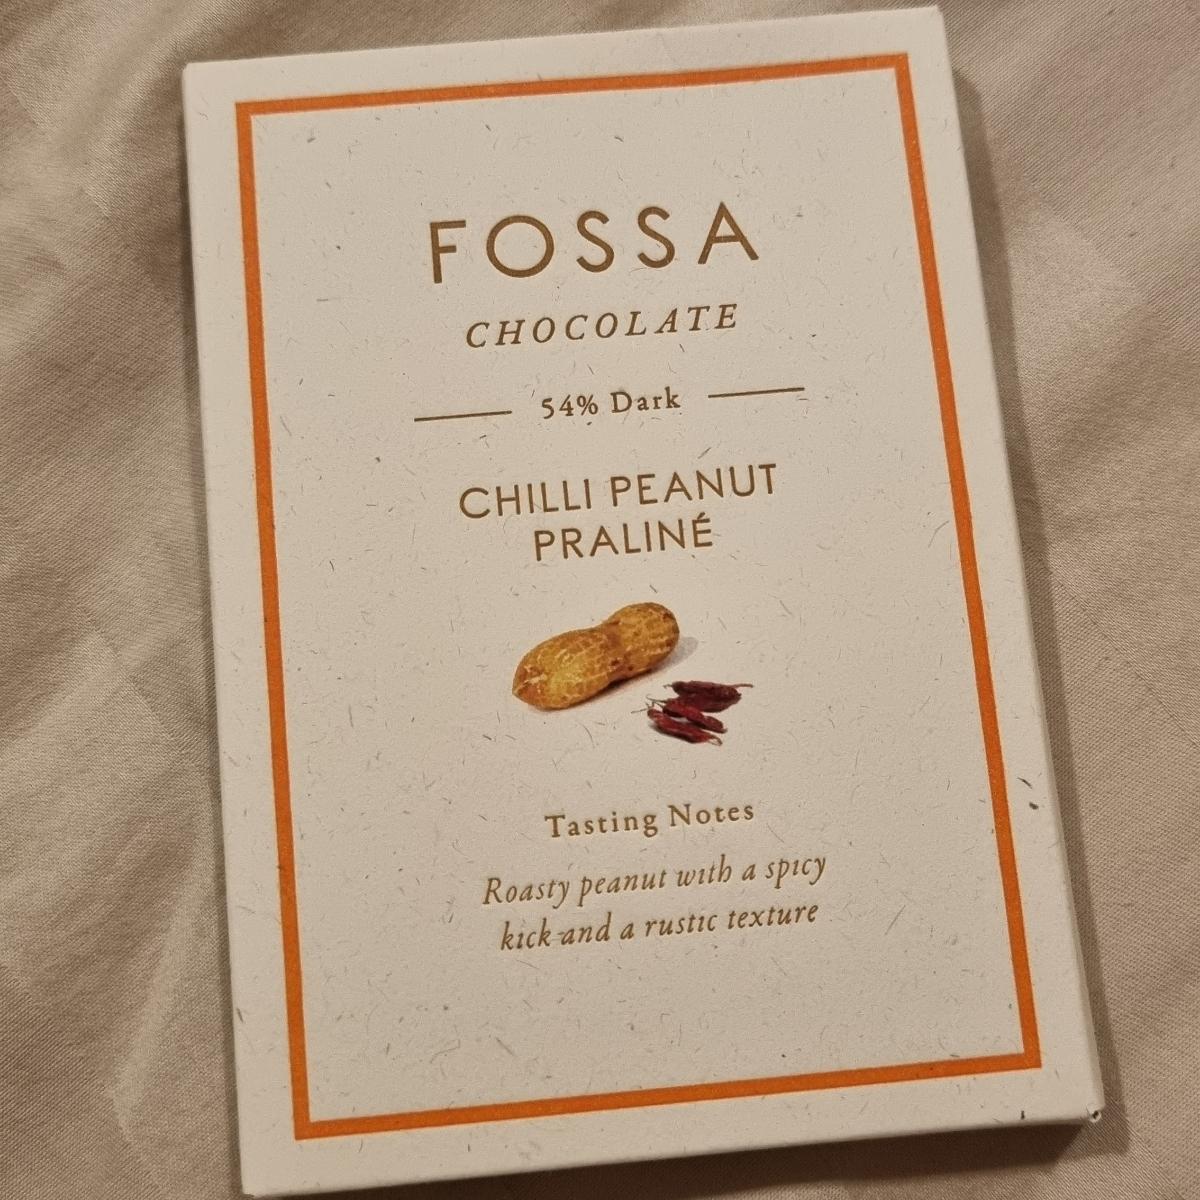 FOSSA
CHOCOLATE
54% Dark
CHILLI PEANUT
PRALINÉ
Tasting Notes
Roasty peanut with a spicy
kick and a rustic texture